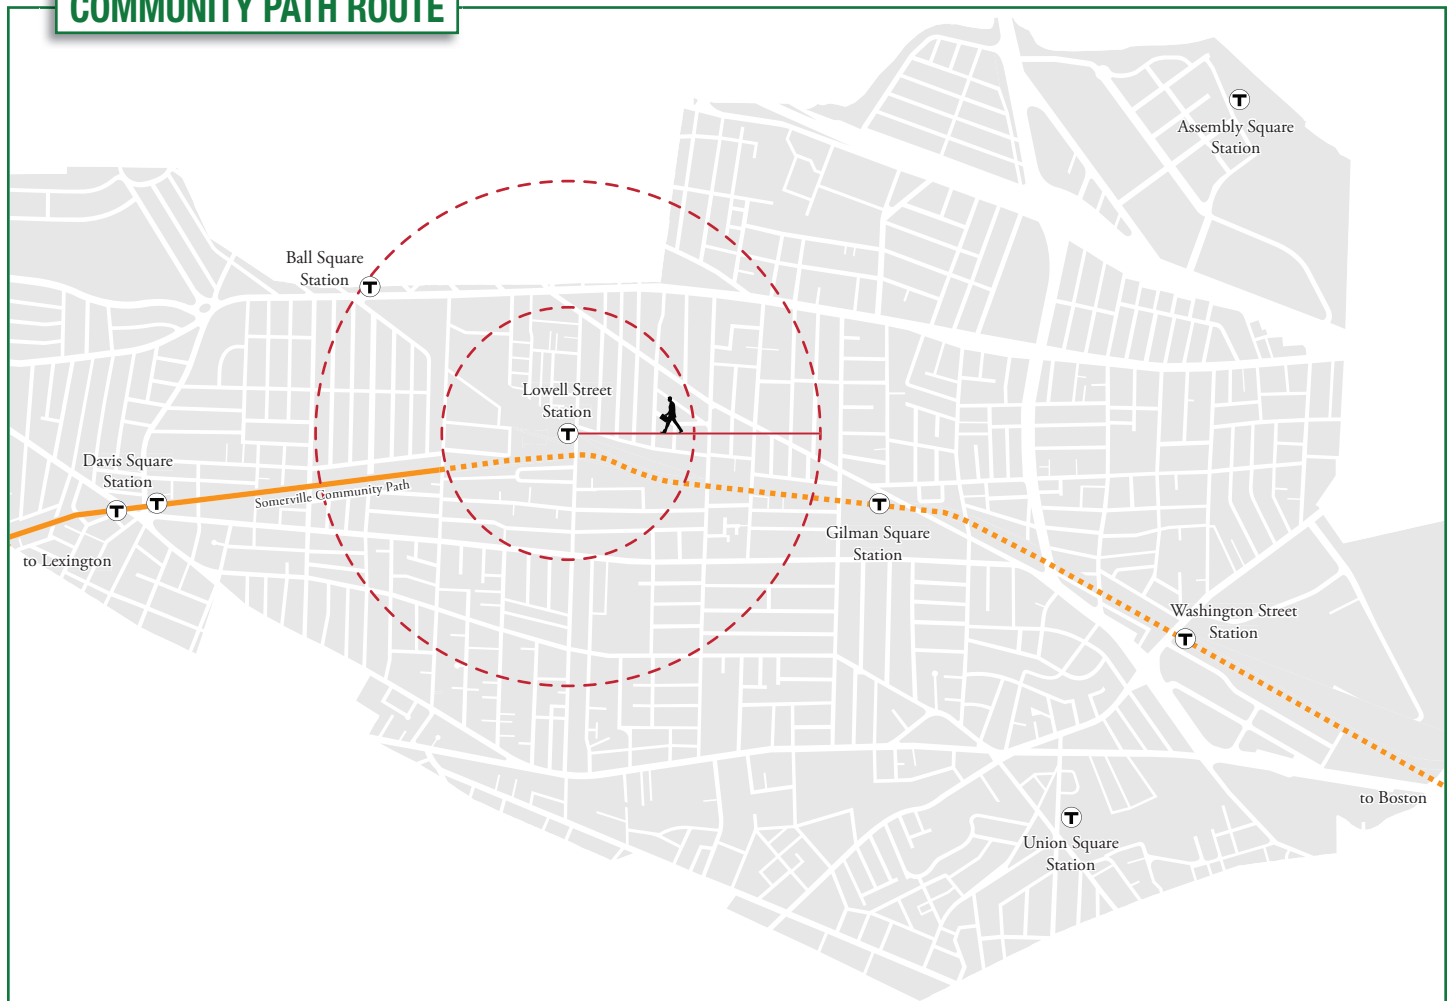 COMMUNITY PATH ROUTE
T
Assembly Square
Station
Ball Square
Station
T
Lowell Street
Station
T
Davis Square
Station
T
T
Somerville Community Path
to Lexington
T
Gilman Square
Station
Washington Street
Station
T
to Boston
T
Union Square
Station